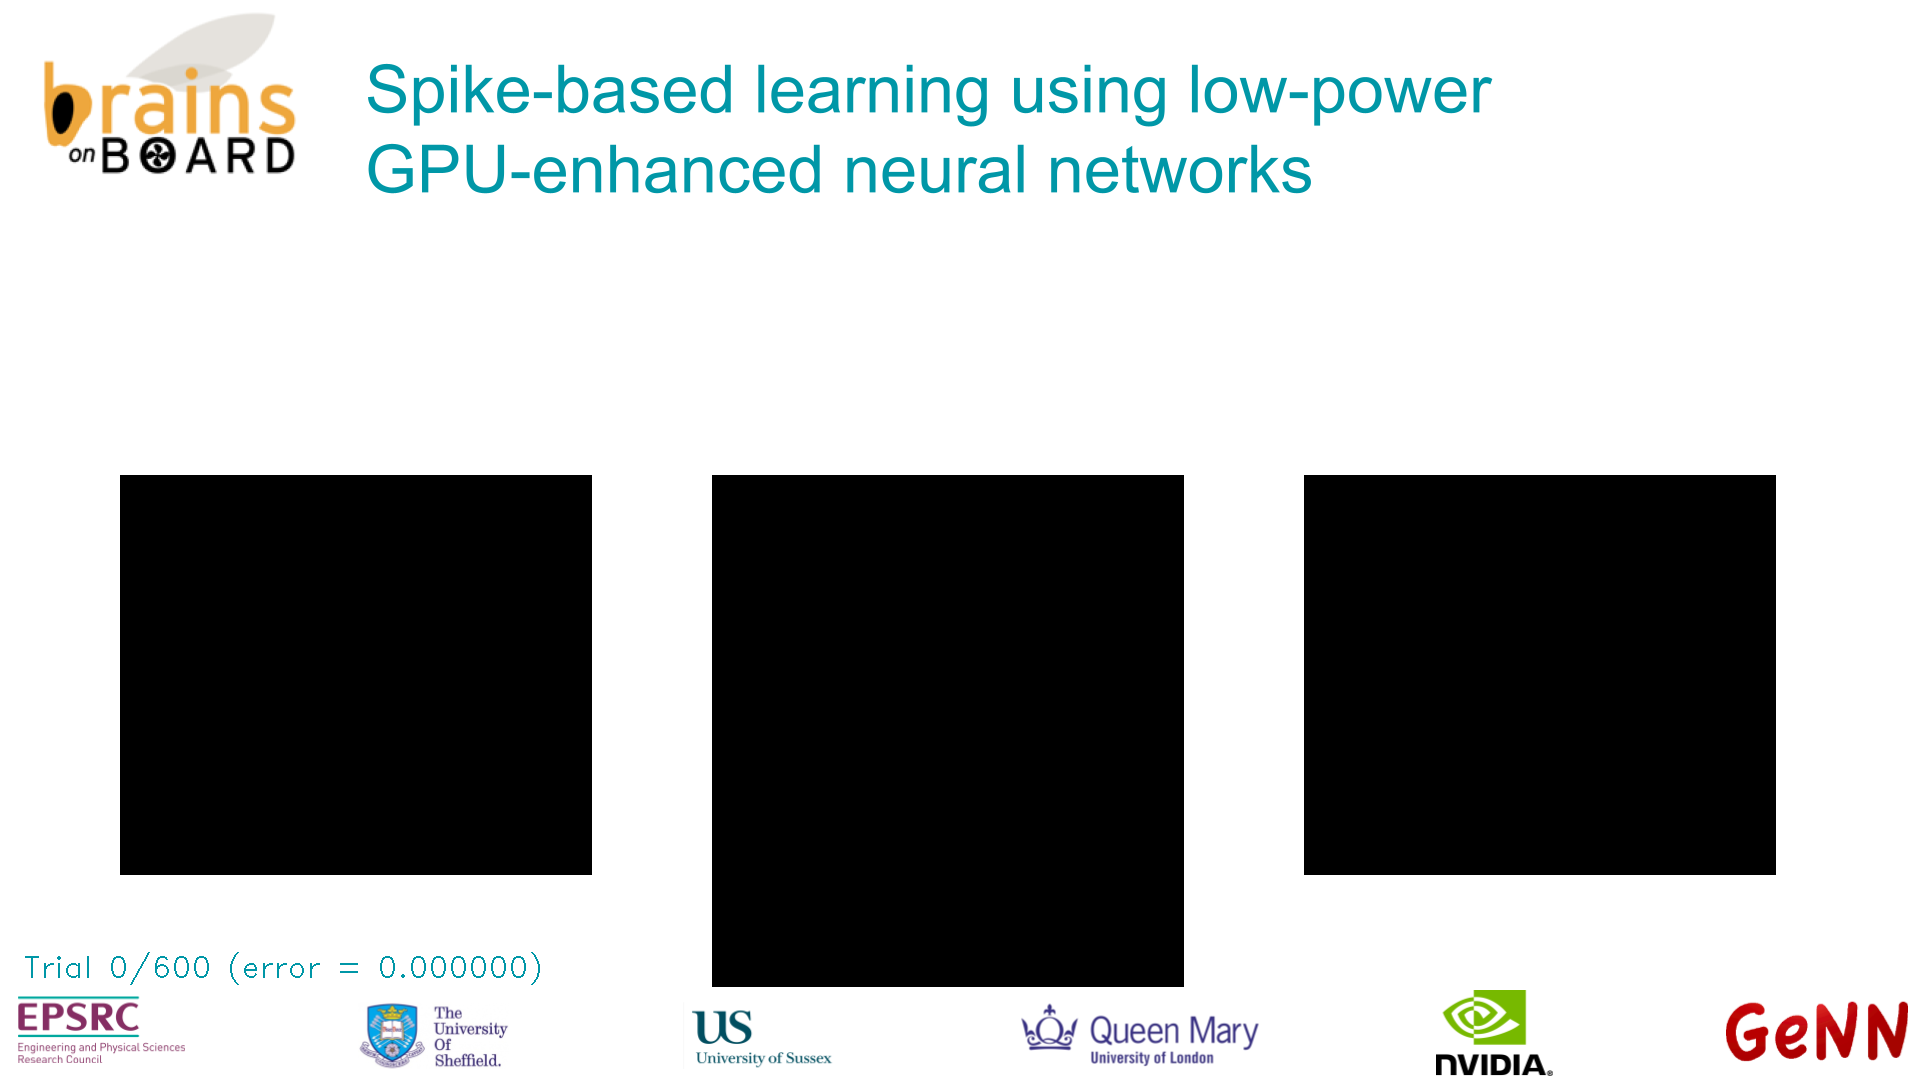 brains
on BOARD
Spike-based learning using low-power
GPU-enhanced neural networks
Trial 0/600 (error = 0.000000)
EPSRC
Engineering and Physical Sciences
Research Council
The
University
Of
Sheffield.
US
University of Sussex
Queen Mary
University of London
NVIDIA®
GeNN